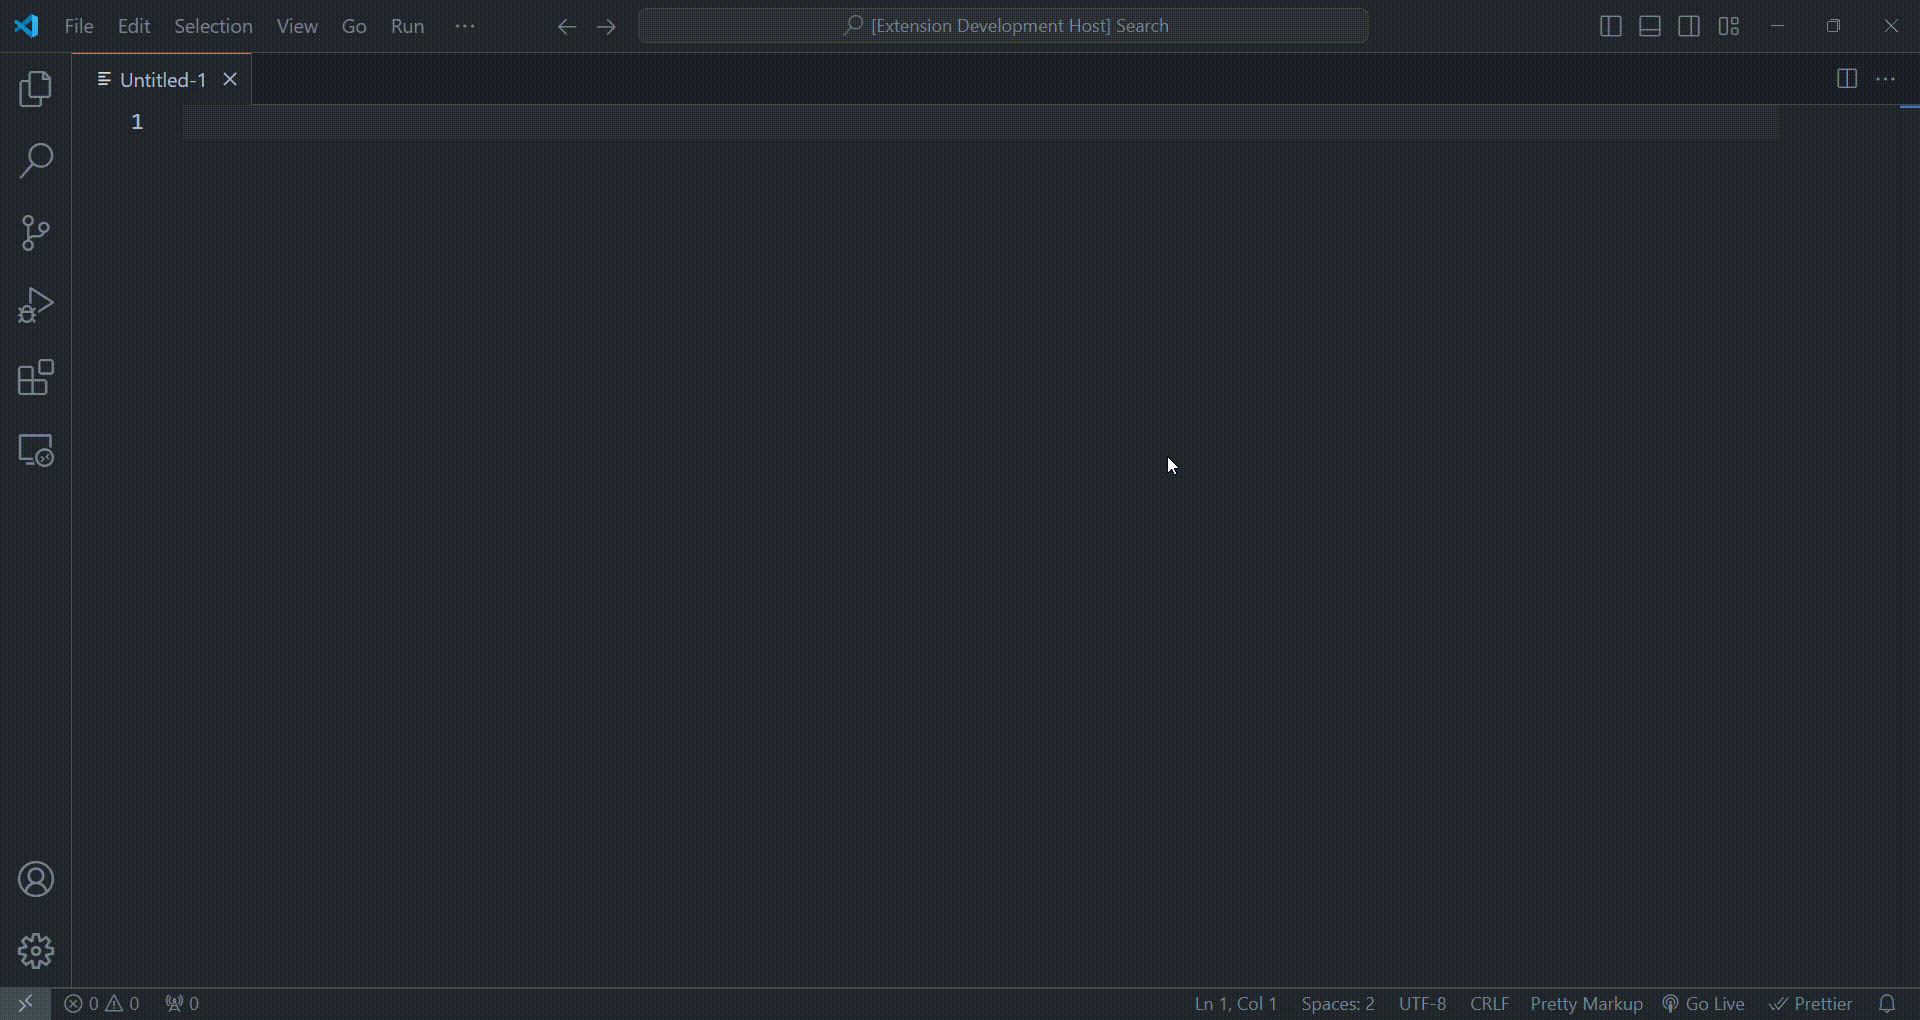 File Edit Selection View Go Run ···
[Extension Development Host] Search
Untitled-1
1
0 0 0
Ln 1, Col 1 Spaces: 2 UTF-8 CRLF Pretty Markup Go Live Prettier